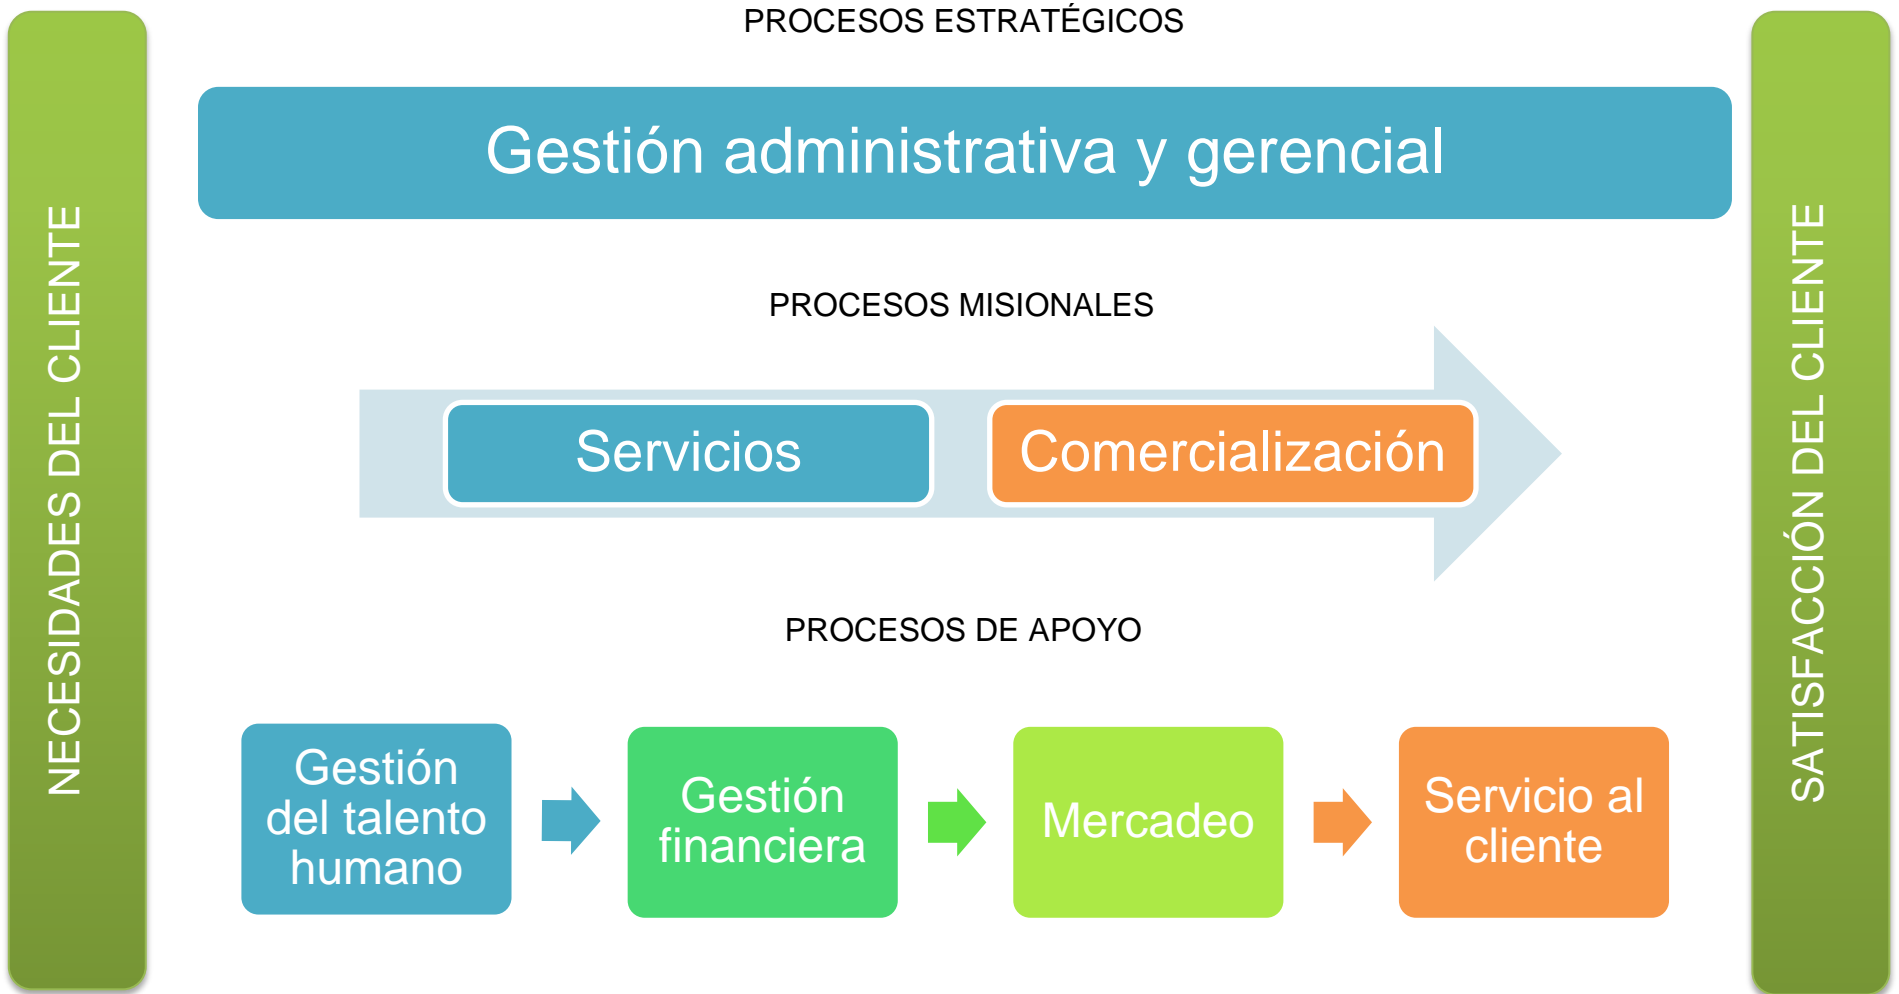 PROCESOS ESTRATÉGICOS
NECESIDADES DEL CLIENTE
Gestión administrativa y gerencial
PROCESOS MISIONALES
Servicios
Comercialización
PROCESOS DE APOYO
Gestión
del talento
humano
Gestión
financiera
Mercadeo
Servicio al
cliente
SATISFACCIÓN DEL CLIENTE